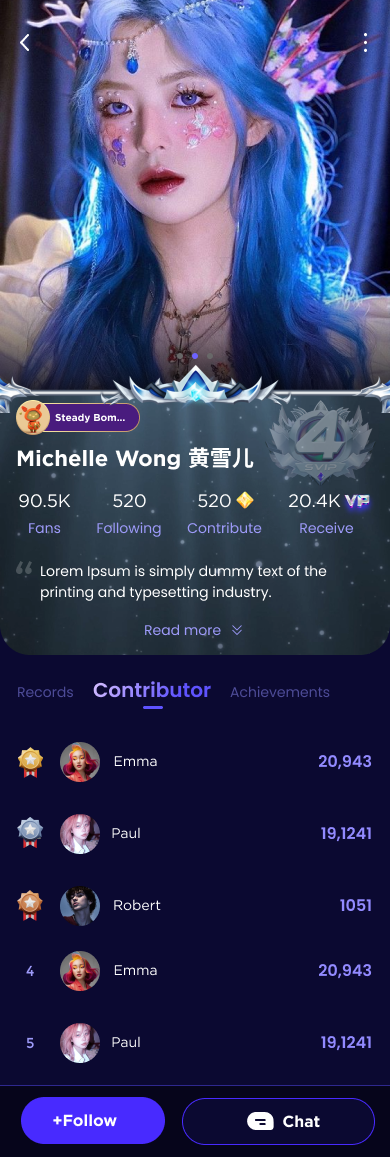 Steady Bom...
Michelle Wong 黄雪儿
4
SVIP
90.5K 520 520 20.4K VP
Fans Following Contribute Receive
“ Lorem Ipsum is simply dummy text of the
printing and typesetting industry.
Read more
Records Contributor Achievements
Emma 20,943
Paul 19,1241
Robert 1051
4 Emma 20,943
5 Paul 19,1241
+Follow Chat